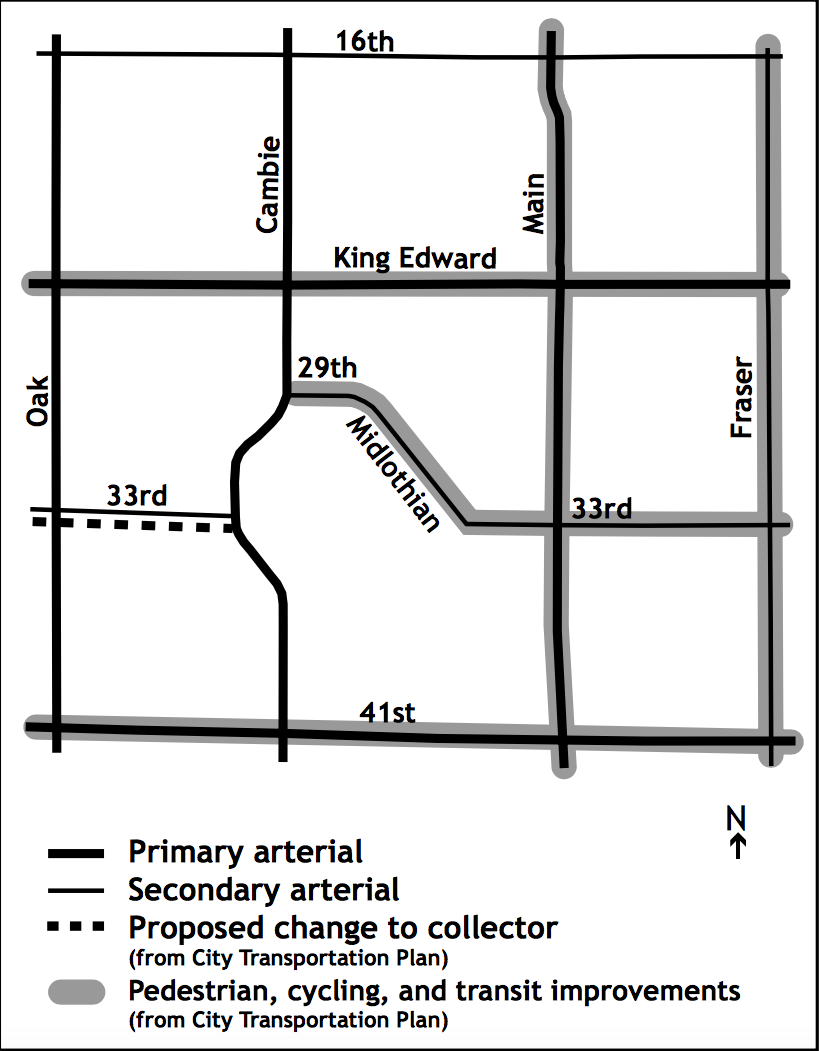 16th
Cambie
Main
King Edward
29th
Oak
Fraser
Midlothian
33rd
33rd
41st
N
Primary arterial
Secondary arterial
Proposed change to collector
(from City Transportation Plan)
Pedestrian, cycling, and transit improvements
(from City Transportation Plan)